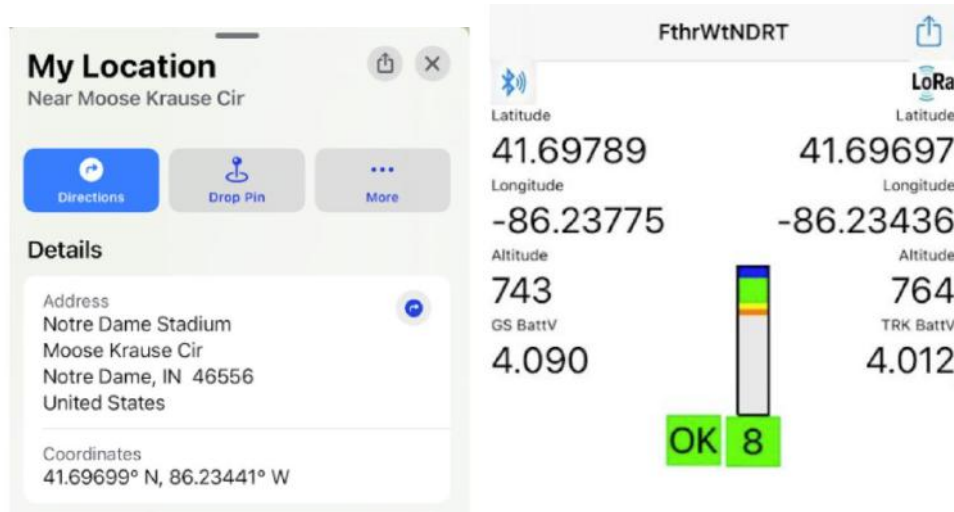 My Location
Near Moose Krause Cir
Directions
Drop Pin
More
Details
Address
Notre Dame Stadium
Moose Krause Cir
Notre Dame, IN 46556
United States
Coordinates
41.69699° N, 86.23441° W
FthrWtNDRT
LoRa
Latitude
Latitude
41.69789
41.69697
Longitude
Longitude
-86.23775
-86.23436
Altitude
Altitude
743
764
GS BattV
TRK BattV
4.090
4.012
OK
8